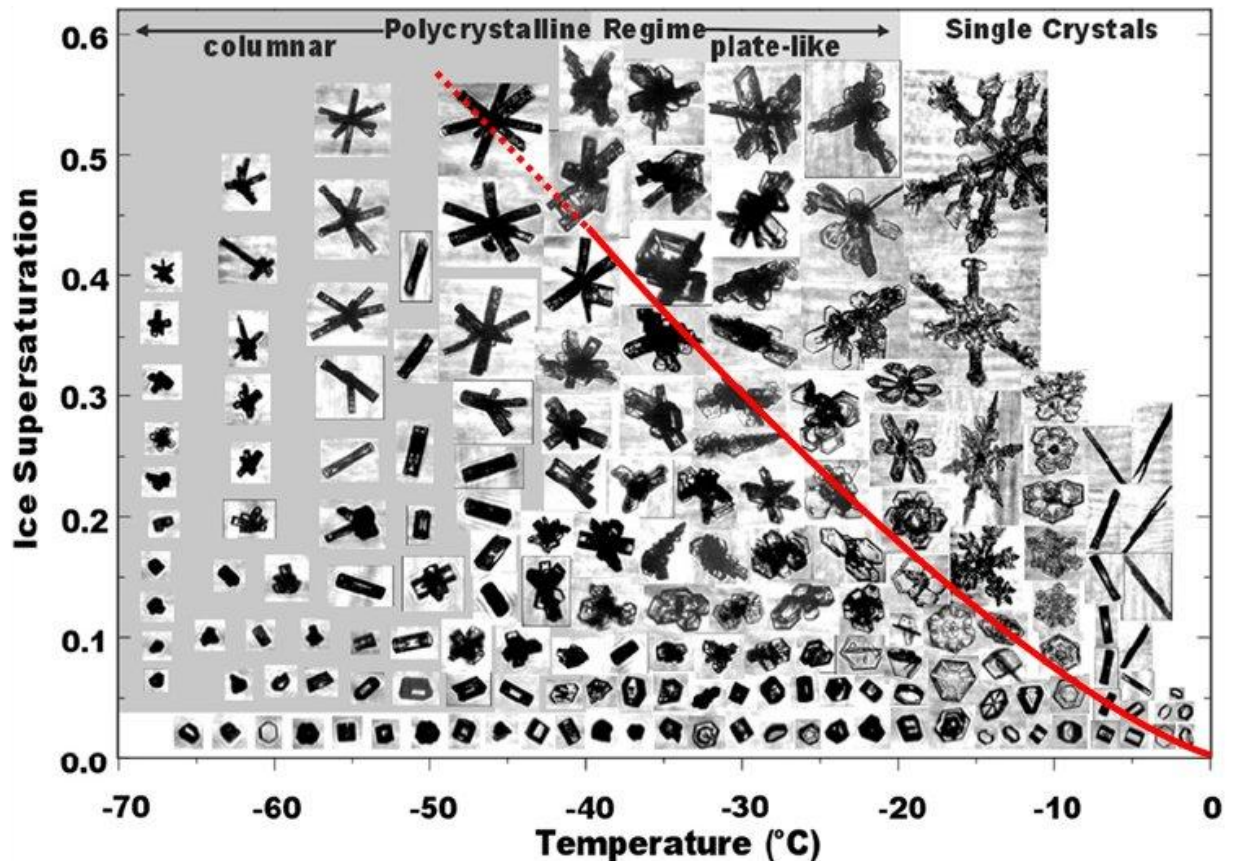 Polycrystalline Regime
Single Crystals
columnar
plate-like
0.6
0.5
0.4
0.3
0.2
0.1
0.0
Ice Supersaturation
-70
-60
-50
-40
-30
-20
-10
0
Temperature (°C)